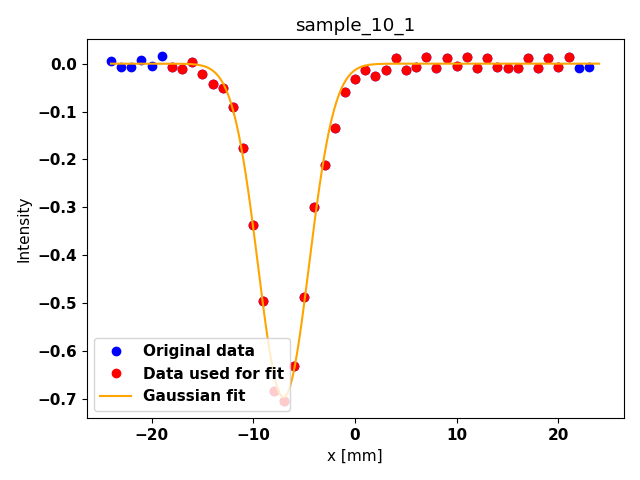 sample_10_1
0.0
−0.1
−0.2
−0.3
−0.4
−0.5
−0.6
−0.7
Intensity
Original data
Data used for fit
Gaussian fit
−20 −10 0 10 20
x [mm]